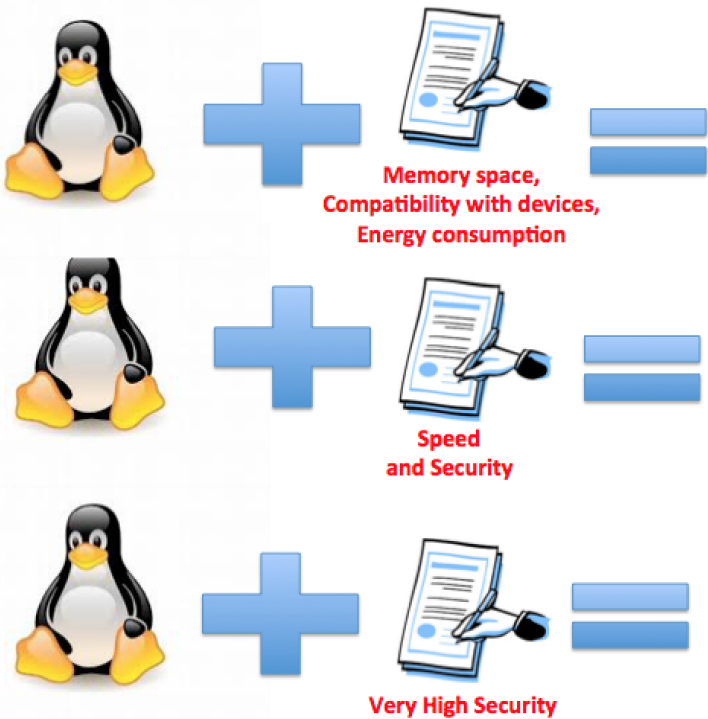 Memory space,
Compatibility with devices,
Energy consumption
Speed
and Security
Very High Security